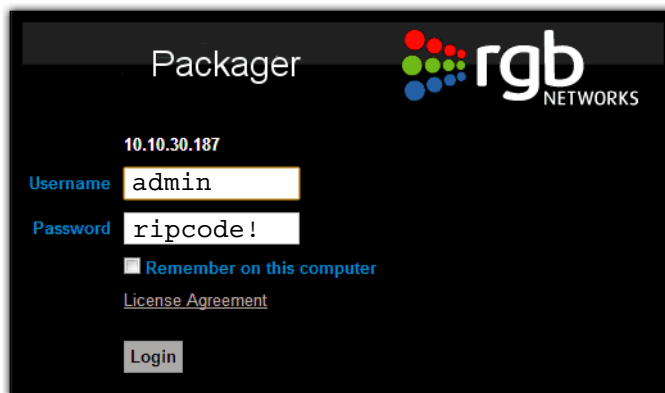 Packager
rgb
NETWORKS
10.10.30.187
Username admin
Password ripcode!
Remember on this computer
License Agreement
Login